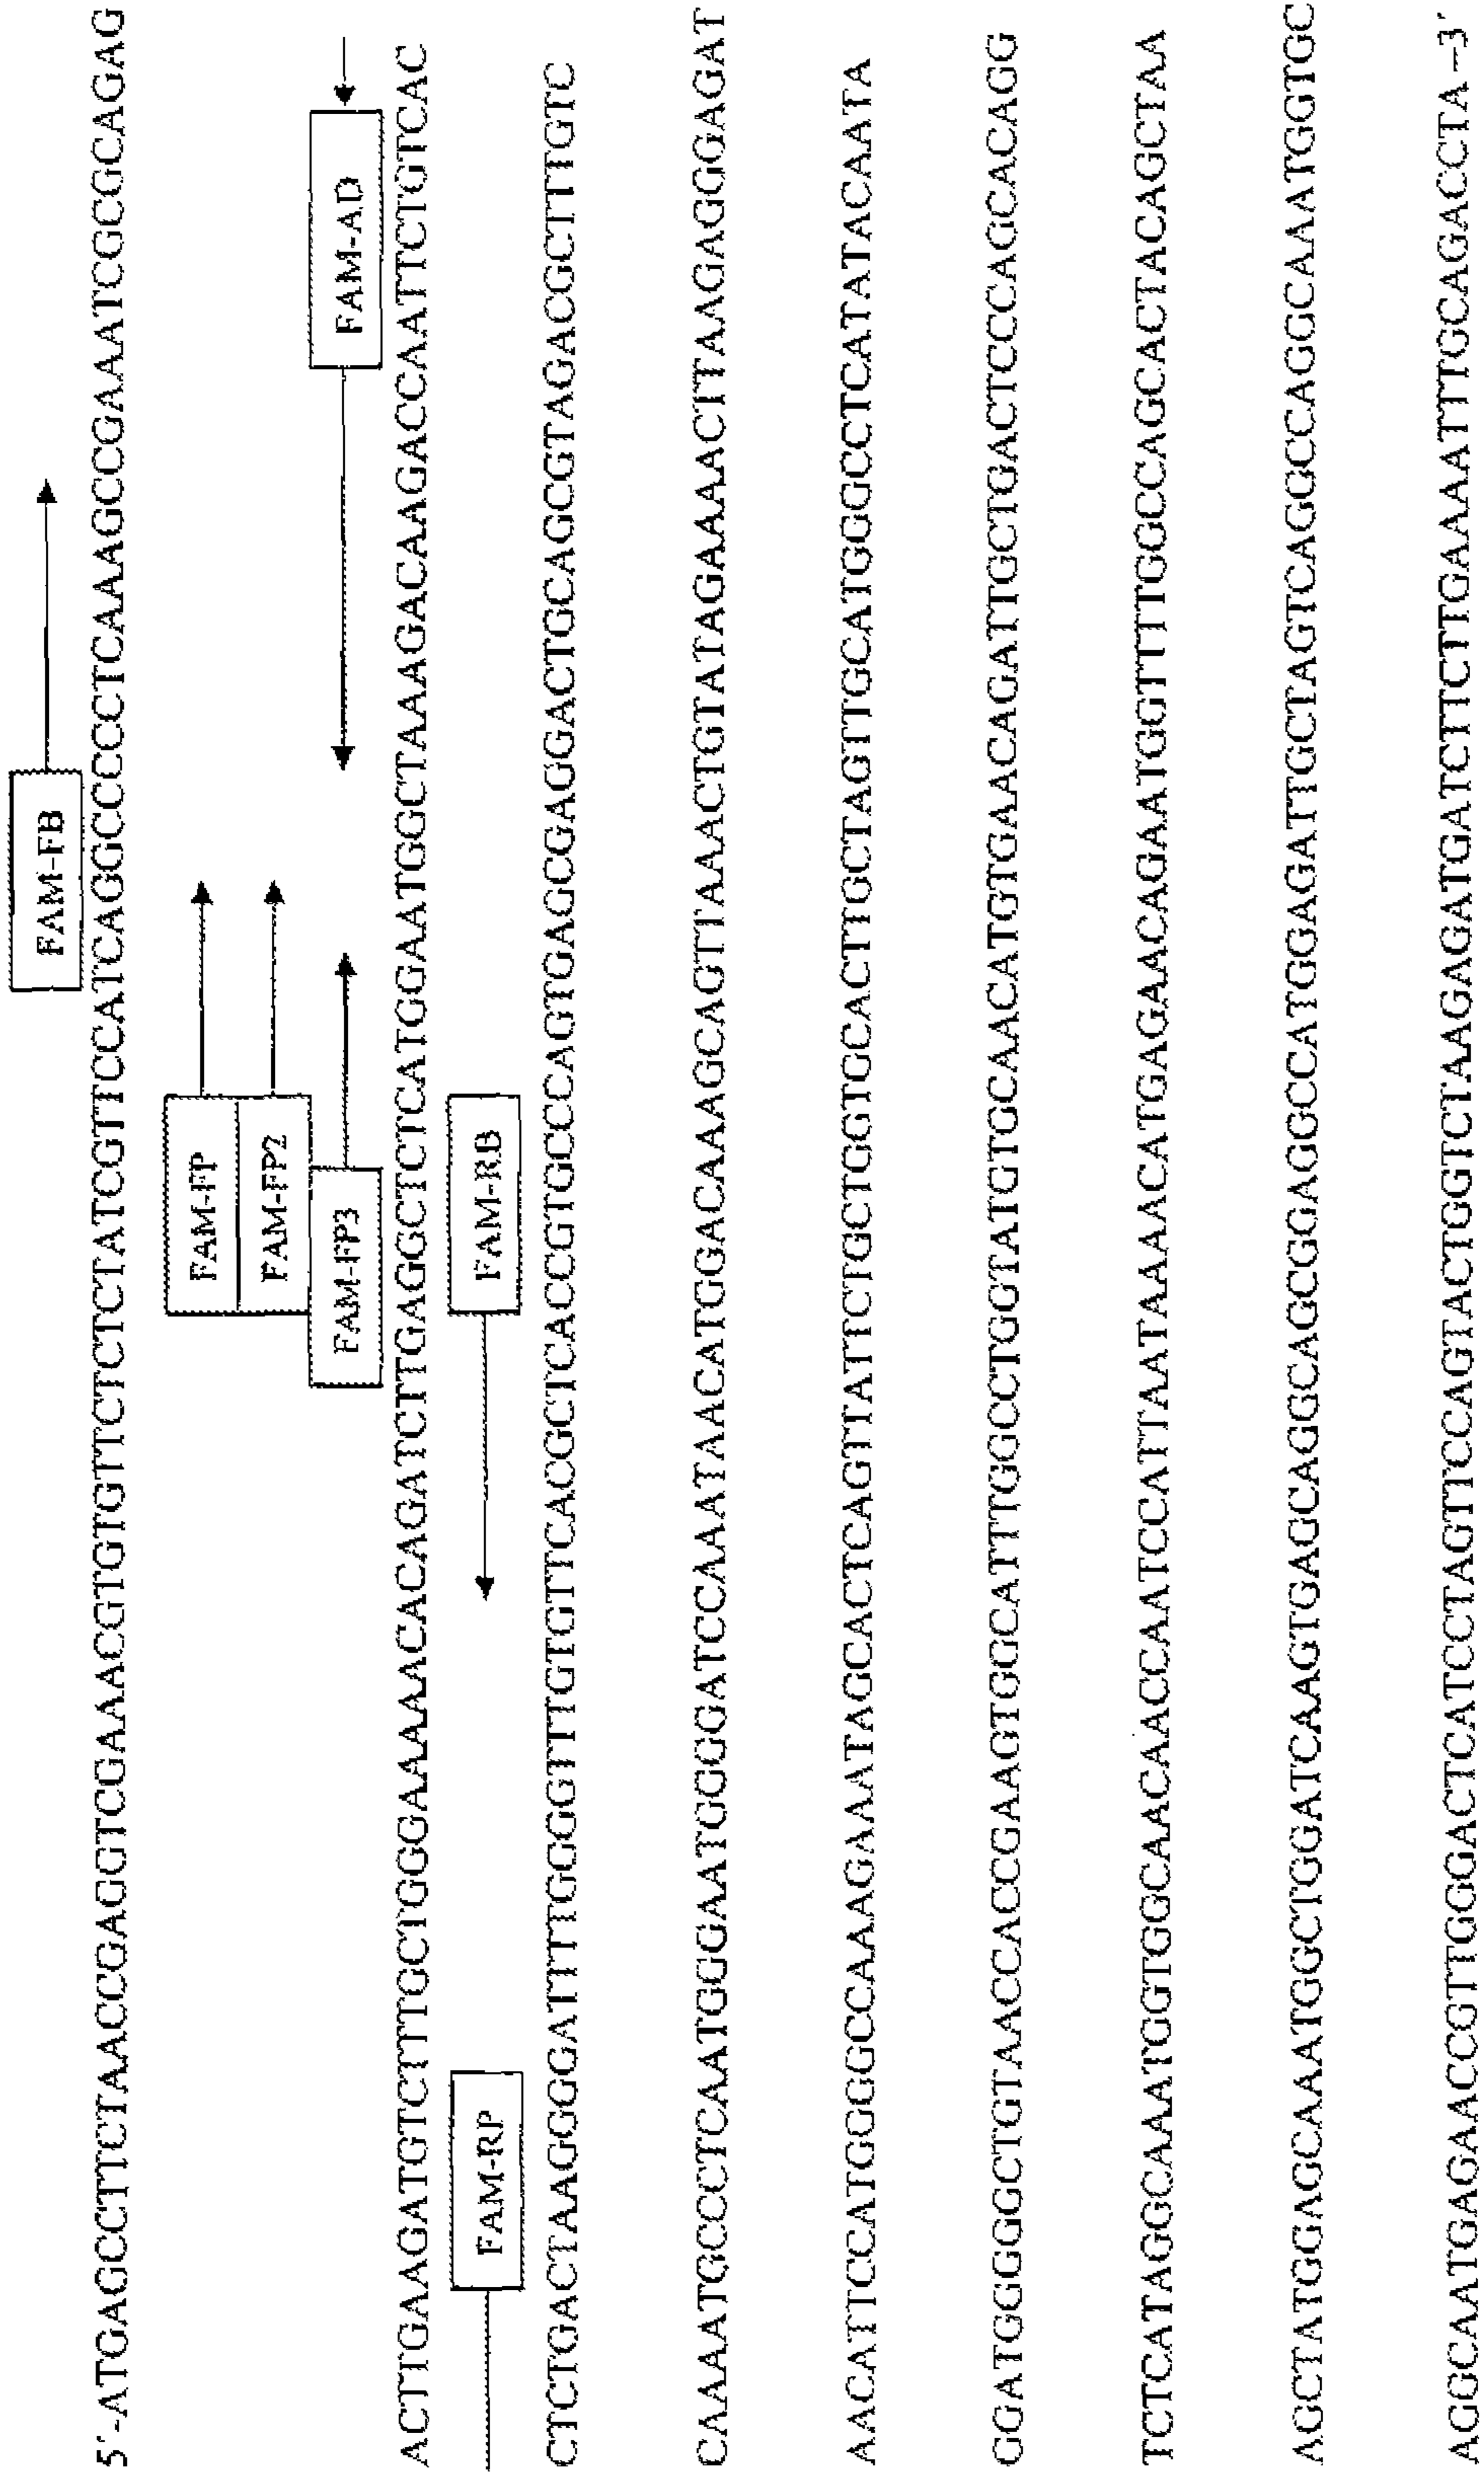 FAM-FB
5′-ATGAGCCTTCTAACCGAGGTCGAAACGTGTGTTCTCTCTATCGTTCCATCAGGCCCCCTCAAAGCCGAAATCGCGCAGAG
FAM-FP
FAM-FP2
FAM-FP3 FAM-AD
ACTTGAAGATGTCTTTGCTGGGAAAAACACAGATCTTGAGGCTCTCATGGAATGGCTAAAGACAAGACCAATTCTGTCAC
FAM-RP FAM-RB
CTCTGACTAAGGGGATTTTGGGGTTTGTGTTCACGCTCACCGTGCCCAGTGAGCGAGGACTGCAGCGTAGACGCTTTGTC
CAAAATGCCCTCAATGGGAATGGGGATCCAAATAACATGGACAAAGCAGTTAAACTGTATAGAAAACTTAAGAGGGAGAT
AACATTCCATGGGGCCAAAGAAATAGCACTCAGTTATTCTGCTGGTGCACTTGCTAGTTGCATGGGCCTCATATACAATA
GGATGGGGGCTGTAACCACCGAAGTGGCATTTGGCCTGGTATGTGCAACATGTGAACAGATTGCTGACTCCCAGCACAGG
TCTCATAGGCAAATGGTGGCAACAACCAATCCATTAATAAAACATGAGAACAGAATGGTTTTGGCCAGCACTACAGCTAA
AGCTATGGAGCAAATGGCTGGATCAAGTGAGCAGGCAGCGGAGGCCATGGAGATTGCTAGTCAGGCCAGGCAAATGGTGC
AGGCAATGAGAACCGTTGGGACTCATCCTAGTTCCAGTACTGGTCTAAGAGATGATCTTCTTGAAAATTTGCAGACCTA-3′